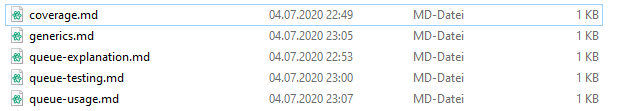 coverage.md 04.07.2020 22:49 MD-Datei 1 KB
generics.md 04.07.2020 23:05 MD-Datei 1 KB
queue-explanation.md 04.07.2020 22:53 MD-Datei 1 KB
queue-testing.md 04.07.2020 23:00 MD-Datei 1 KB
queue-usage.md 04.07.2020 23:07 MD-Datei 1 KB